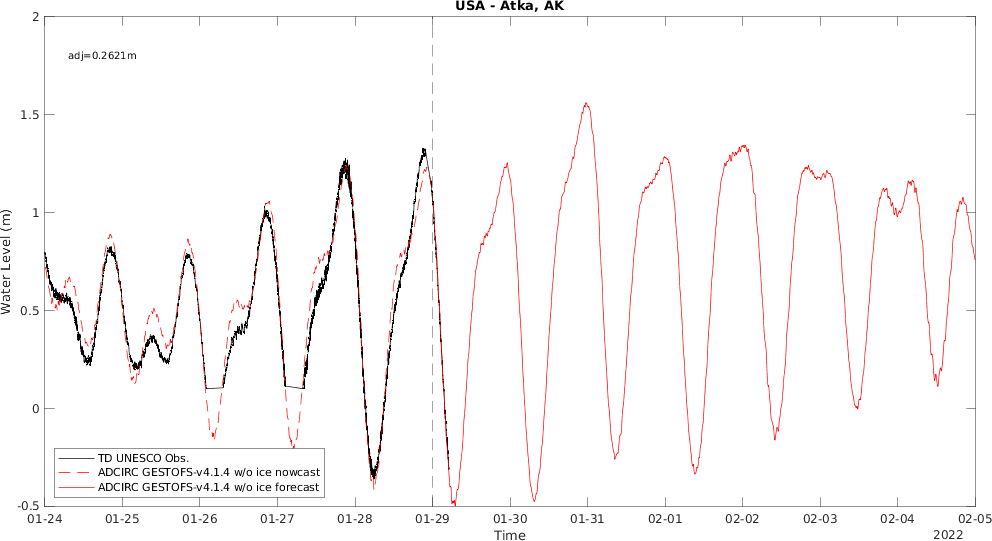 USA - Atka, AK
adj=0.2621m
Water Level (m)
2
1.5
1
0.5
0
-0.5
TD UNESCO Obs.
ADCIRC GESTOFS-v4.1.4 w/o ice nowcast
ADCIRC GESTOFS-v4.1.4 w/o ice forecast
01-24 01-25 01-26 01-27 01-28 01-29 01-30 01-31 02-01 02-02 02-03 02-04 02-05
Time
2022